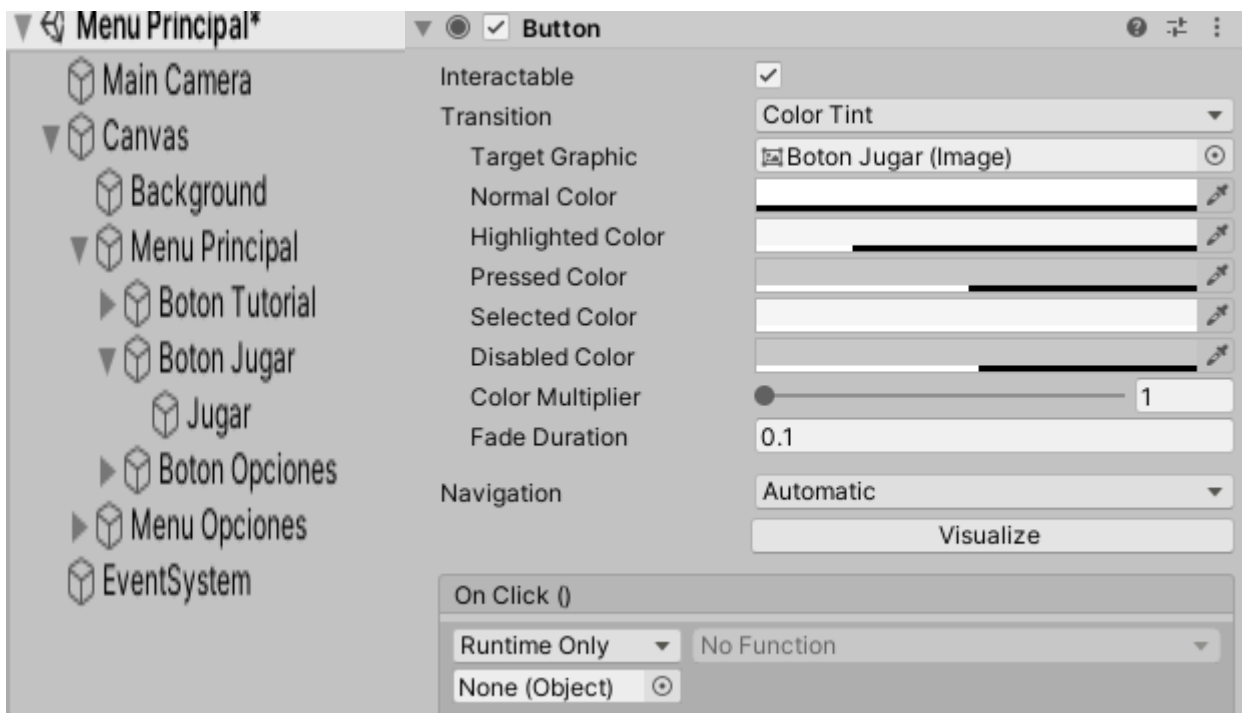 Menu Principal*
Main Camera
Canvas
Background
Menu Principal
Boton Tutorial
Boton Jugar
Jugar
Boton Opciones
Menu Opciones
EventSystem
Button
Interactable
Transition Color Tint
Target Graphic Boton Jugar (Image)
Normal Color
Highlighted Color
Pressed Color
Selected Color
Disabled Color
Color Multiplier 1
Fade Duration 0.1
Navigation Automatic
Visualize
On Click ()
Runtime Only No Function
None (Object)